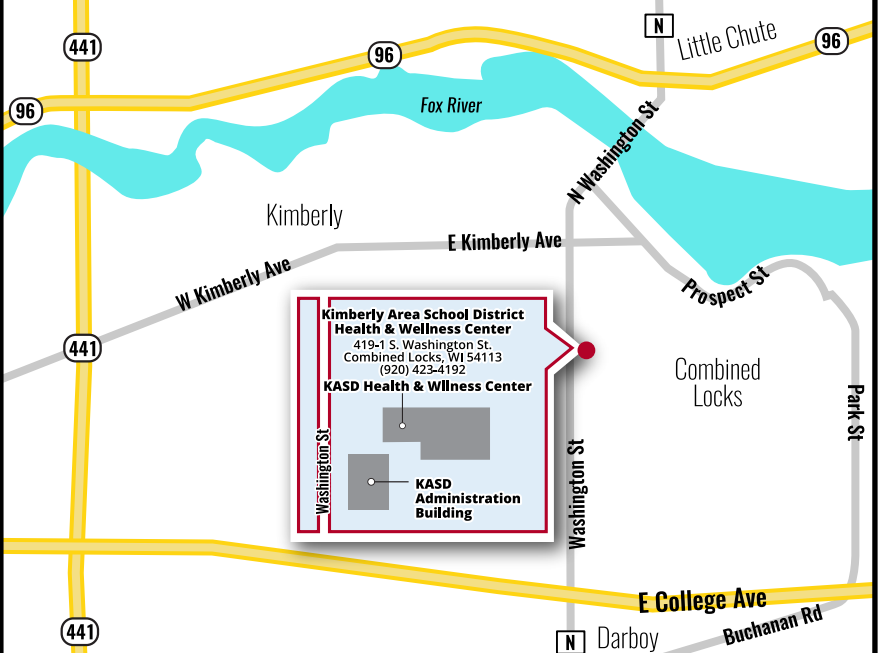 N
Little Chute
441
96
96
96
Fox River
N Washington St
Kimberly
E Kimberly Ave
W Kimberly Ave
Prospect St
Kimberly Area School District
Health & Wellness Center
419-1 S. Washington St.
Combined Locks, WI 54113
(920) 423-4192
KASD Health & Wllness Center
441
Combined
Locks
Park St
Washington St
Washington St
KASD
Administration
Building
E College Ave
Buchanan Rd
441
N
Darboy